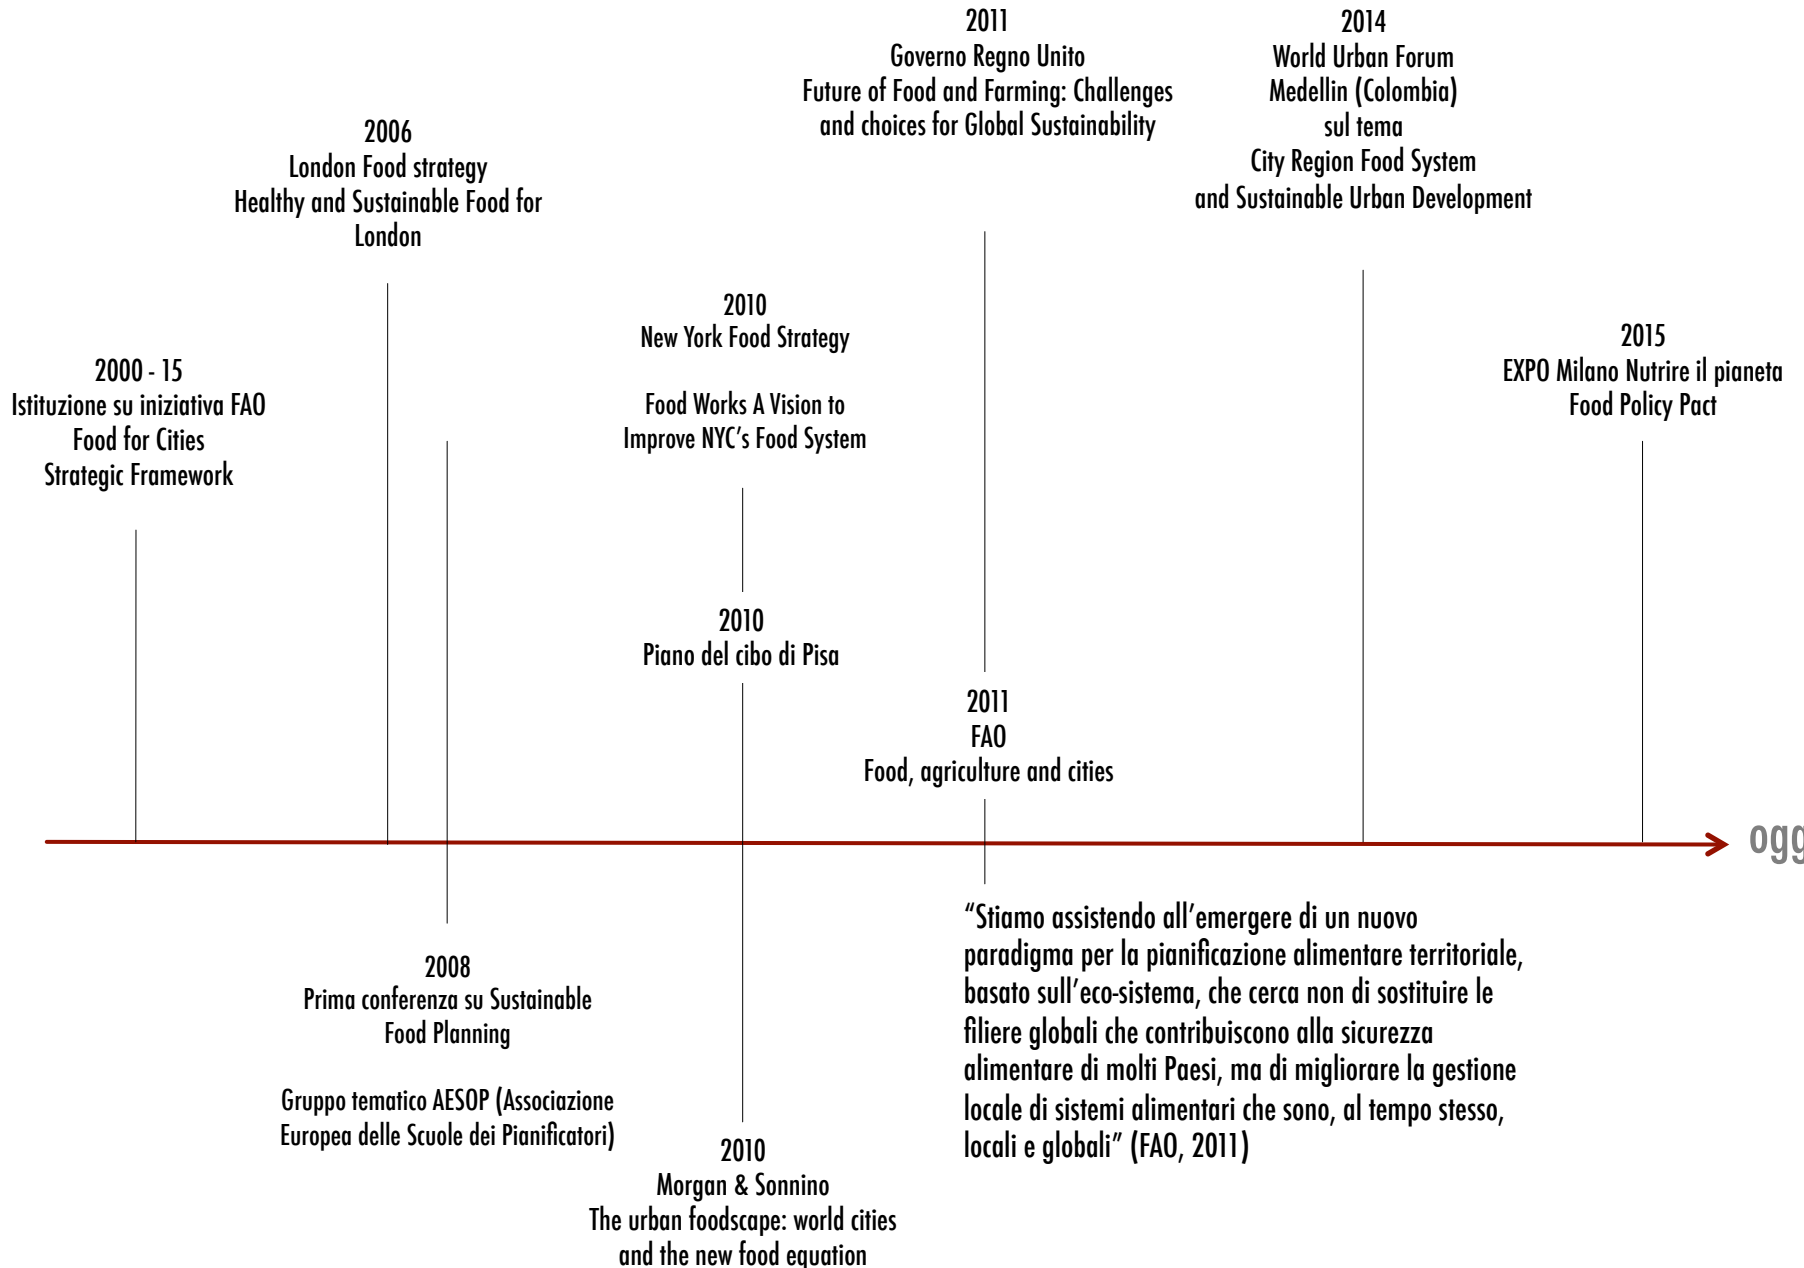 2000 - 15
Istituzione su iniziativa FAO
Food for Cities
Strategic Framework
2006
London Food strategy
Healthy and Sustainable Food for
London
2008
Prima conferenza su Sustainable
Food Planning
Gruppo tematico AESOP (Associazione
Europea delle Scuole dei Pianificatori)
2010
New York Food Strategy
Food Works A Vision to
Improve NYC's Food System
2010
Piano del cibo di Pisa
2010
Morgan & Sonnino
The urban foodscape: world cities
and the new food equation
2011
Governo Regno Unito
Future of Food and Farming: Challenges
and choices for Global Sustainability
2011
FAO
Food, agriculture and cities
“Stiamo assistendo all’emergere di un nuovo
paradigma per la pianificazione alimentare territoriale,
basato sull’eco-sistema, che cerca non di sostituire le
filiere globali che contribuiscono alla sicurezza
alimentare di molti Paesi, ma di migliorare la gestione
locale di sistemi alimentari che sono, al tempo stesso,
locali e globali” (FAO, 2011)
2014
World Urban Forum
Medellin (Colombia)
sul tema
City Region Food System
and Sustainable Urban Development
2015
EXPO Milano Nutrire il pianeta
Food Policy Pact
ogg